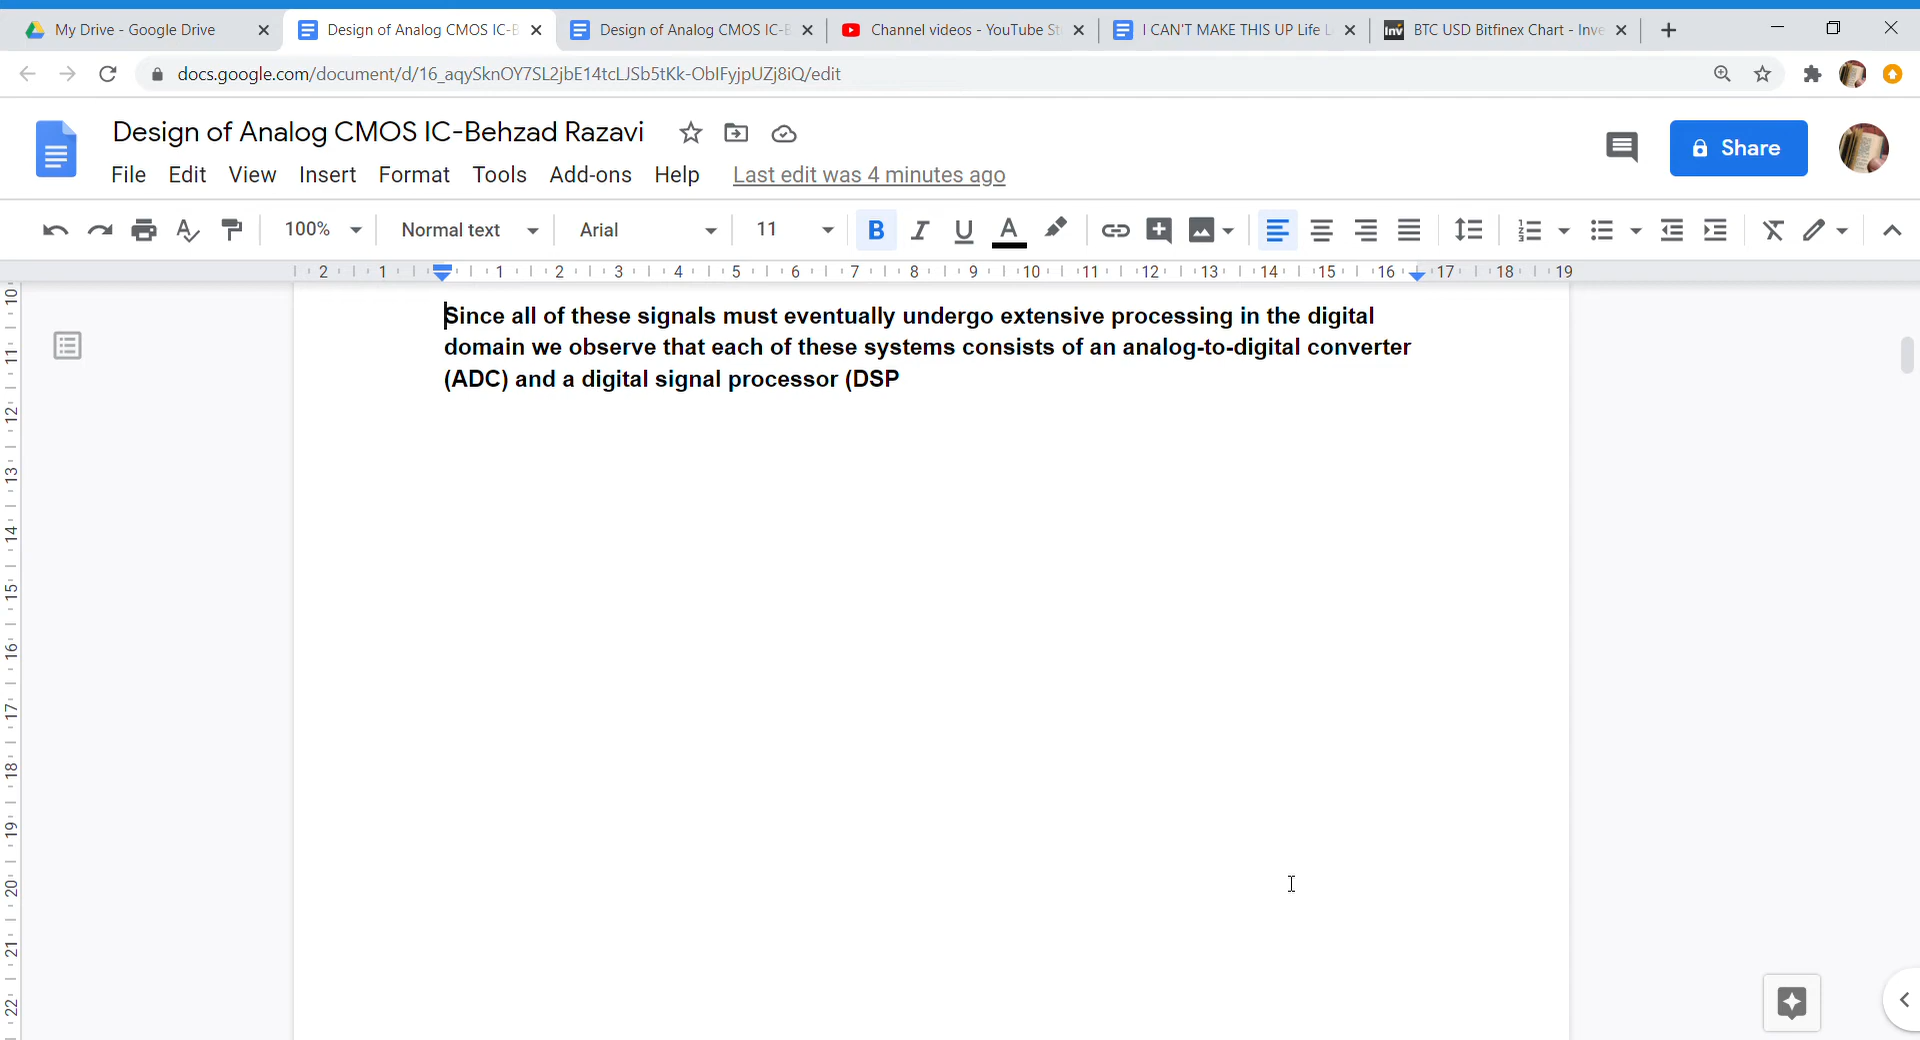 My Drive - Google Drive
Design of Analog CMOS IC-B
Design of Analog CMOS IC-B
Channel videos - YouTube St
I CAN'T MAKE THIS UP Life L
Inv BTC USD Bitfinex Chart - Inve
docs.google.com/document/d/16_aqySknOY7SL2jbE14tcLJSb5tKk-ObIFyjpUZj8iQ/edit
Design of Analog CMOS IC-Behzad Razavi
Share
File Edit View Insert Format Tools Add-ons Help Last edit was 4 minutes ago
100% Normal text Arial 11 B I U A
2 1 1 2 3 4 5 6 7 8 9 10 11 12 13 14 15 16 17 18 19
Since all of these signals must eventually undergo extensive processing in the digital
domain we observe that each of these systems consists of an analog-to-digital converter
(ADC) and a digital signal processor (DSP
10
11
12
13
14
15
16
17
18
19
20
21
22